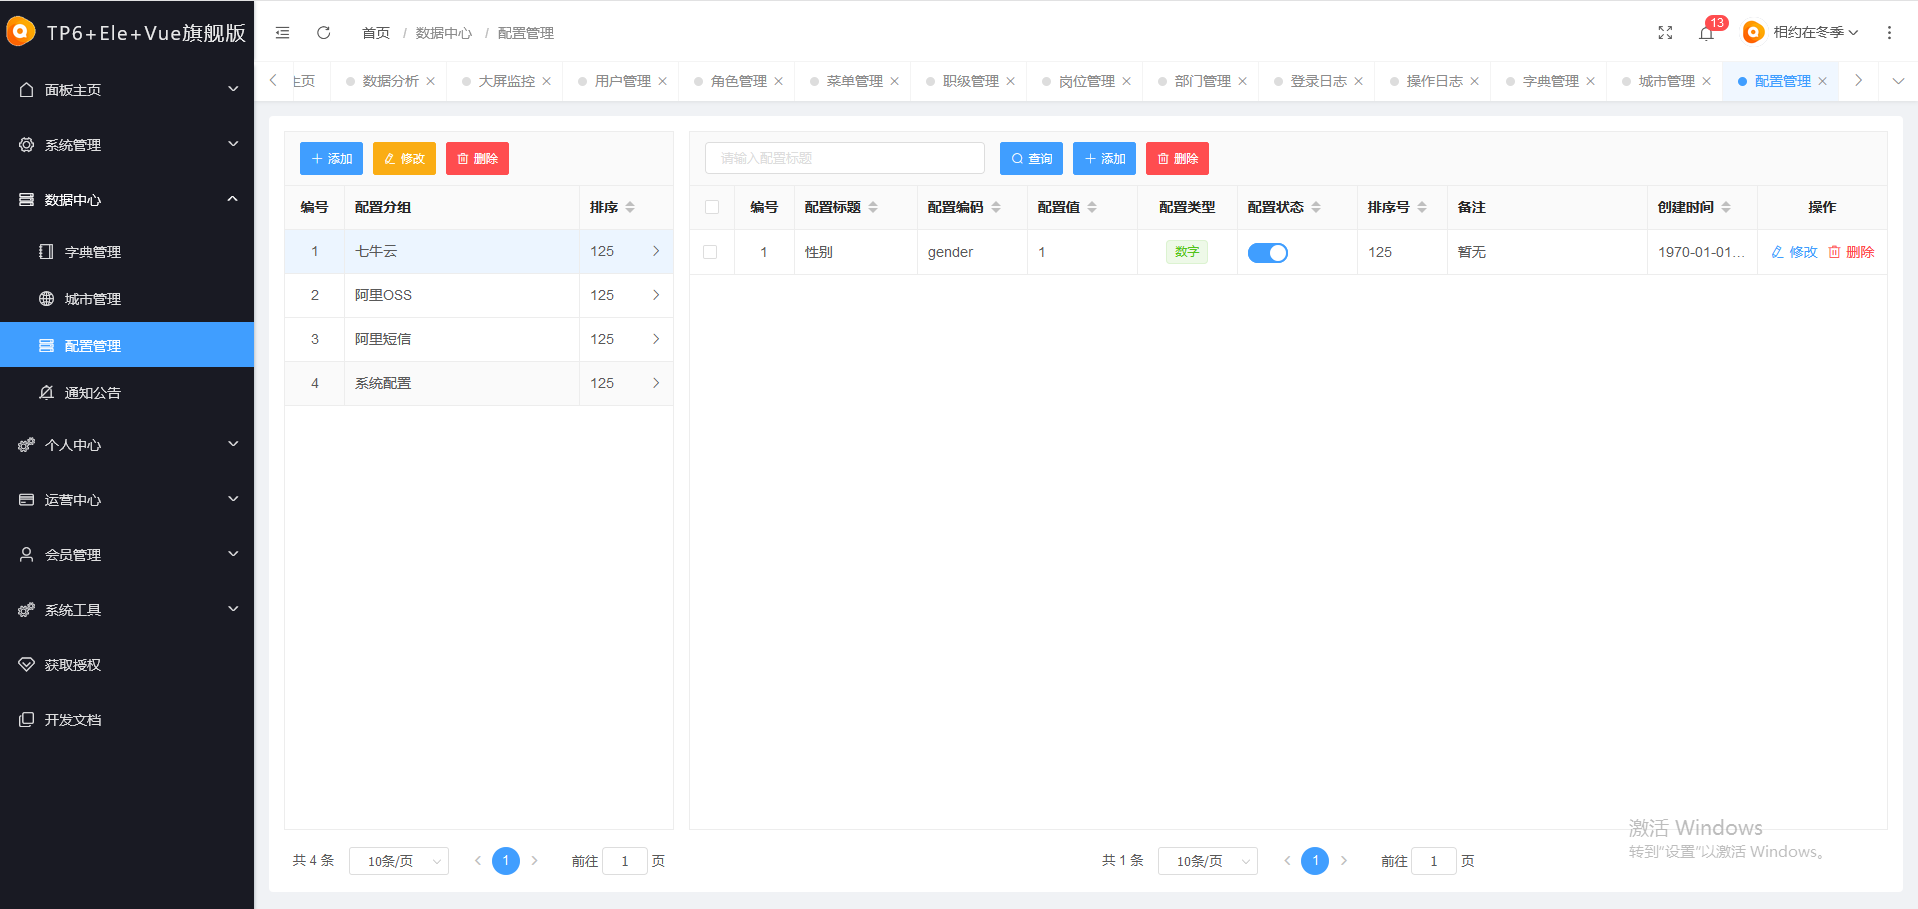 TP6+Ele+Vue旗舰版
首页 / 数据中心 / 配置管理
13
相约在冬季
主页
数据分析
大屏监控
用户管理
角色管理
菜单管理
职级管理
岗位管理
部门管理
登录日志
操作日志
字典管理
城市管理
配置管理
面板主页
系统管理
数据中心
字典管理
城市管理
配置管理
通知公告
个人中心
运营中心
会员管理
系统工具
获取授权
开发文档
添加 修改 删除
编号 配置分组 排序
1 七牛云 125
2 阿里OSS 125
3 阿里短信 125
4 系统配置 125
共 4 条 10条/页 1 前往 1 页
请输入配置标题 查询 添加 删除
编号 配置标题 配置编码 配置值 配置类型 配置状态 排序号 备注 创建时间 操作
1 性别 gender 1 数字 125 暂无 1970-01-01... 修改 删除
共 1 条 10条/页 1 前往 1 页
激活 Windows
转到"设置"以激活 Windows。